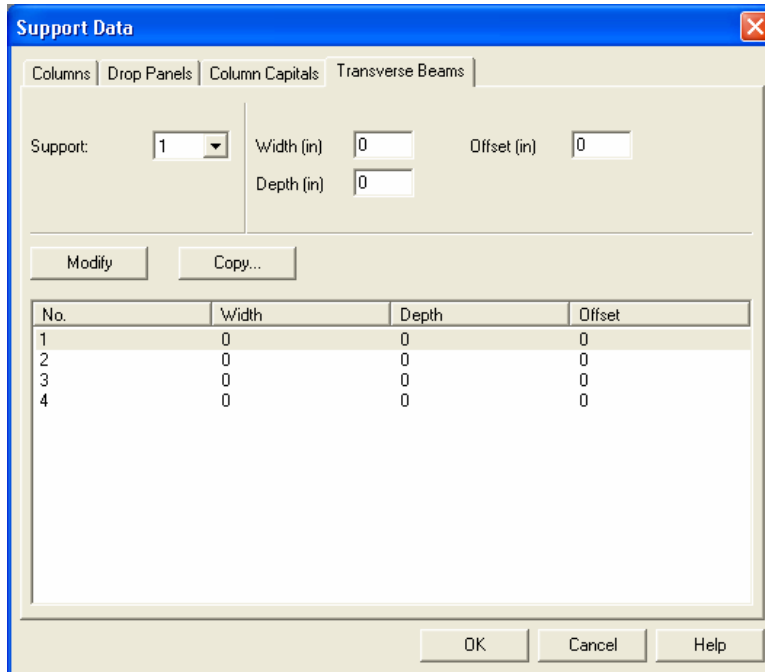 Support Data
Columns Drop Panels Column Capitals Transverse Beams
Support: 1 Width (in) 0 Offset (in) 0
Depth (in) 0
Modify Copy...
No. Width Depth Offset
1 0 0 0
2 0 0 0
3 0 0 0
4 0 0 0
OK Cancel Help